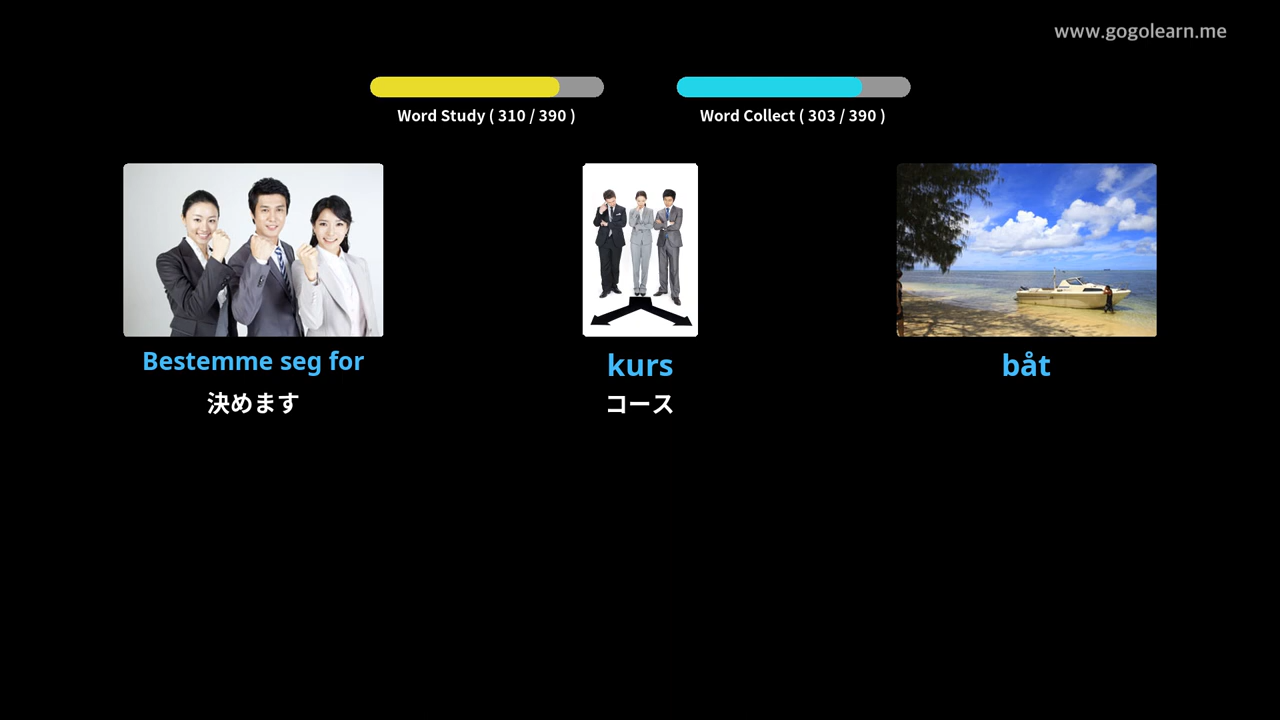 www.gogolearn.me
Word Study ( 310 / 390 )
Word Collect ( 303 / 390 )
Bestemme seg for
決めます
kurs
コース
båt